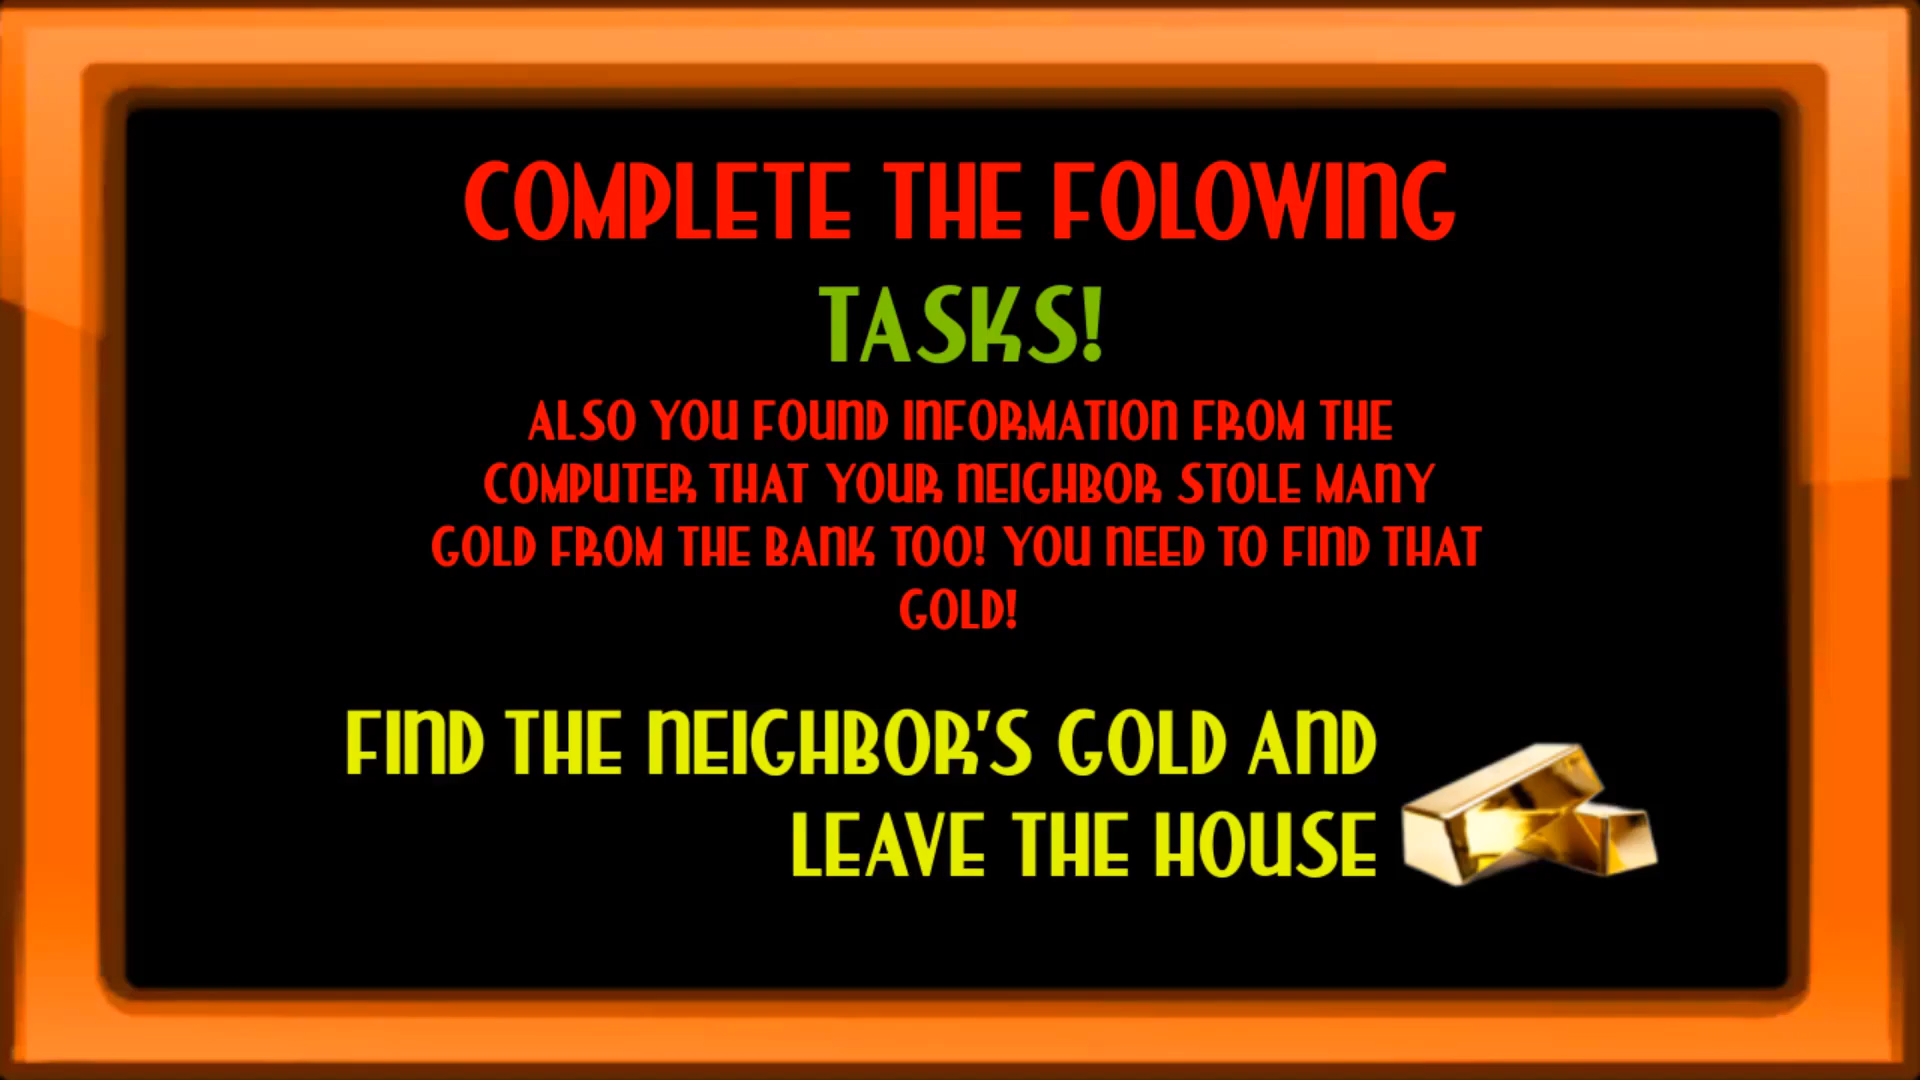 COMPLETE THE FOLOWING
TASKS!
ALSO YOU FOUND INFORMATION FROM THE
COMPUTER THAT YOUR NEIGHBOR STOLE MANY
GOLD FROM THE BANK TOO! YOU NEED TO FIND THAT
GOLD!
FIND THE NEIGHBOR'S GOLD AND
LEAVE THE HOUSE